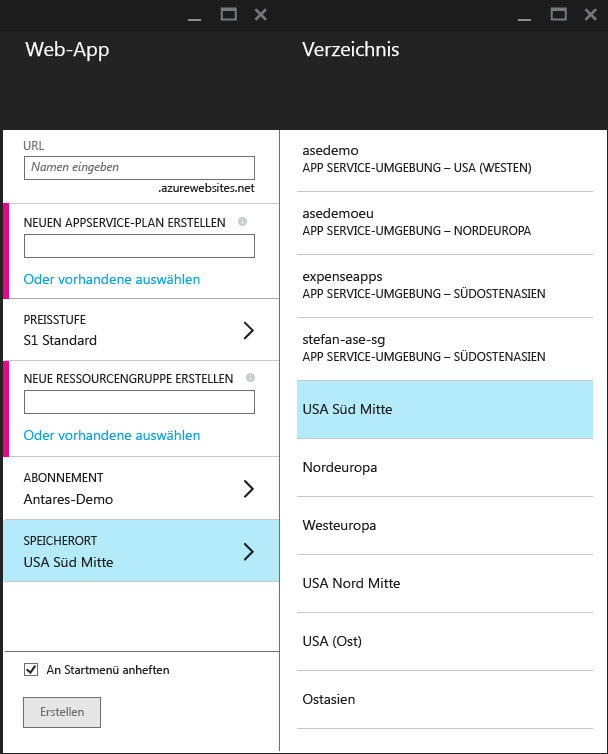 Web-App
URL
Namen eingeben
.azurewebsites.net
NEUEN APPSERVICE-PLAN ERSTELLEN
Oder vorhandene auswählen
PREISSTUFE
S1 Standard
NEUE RESSOURCENGRUPPE ERSTELLEN
Oder vorhandene auswählen
ABONNEMENT
Antares-Demo
SPEICHERORT
USA Süd Mitte
An Startmenü anheften
Erstellen
Verzeichnis
asedemo
APP SERVICE-UMGEBUNG – USA (WESTEN)
asedemoeu
APP SERVICE-UMGEBUNG – NORDEUROPA
expenseapps
APP SERVICE-UMGEBUNG – SÜDOSTENASIEN
stefan-ase-sg
APP SERVICE-UMGEBUNG – SÜDOSTENASIEN
USA Süd Mitte
Nordeuropa
Westeuropa
USA Nord Mitte
USA (Ost)
Ostasien